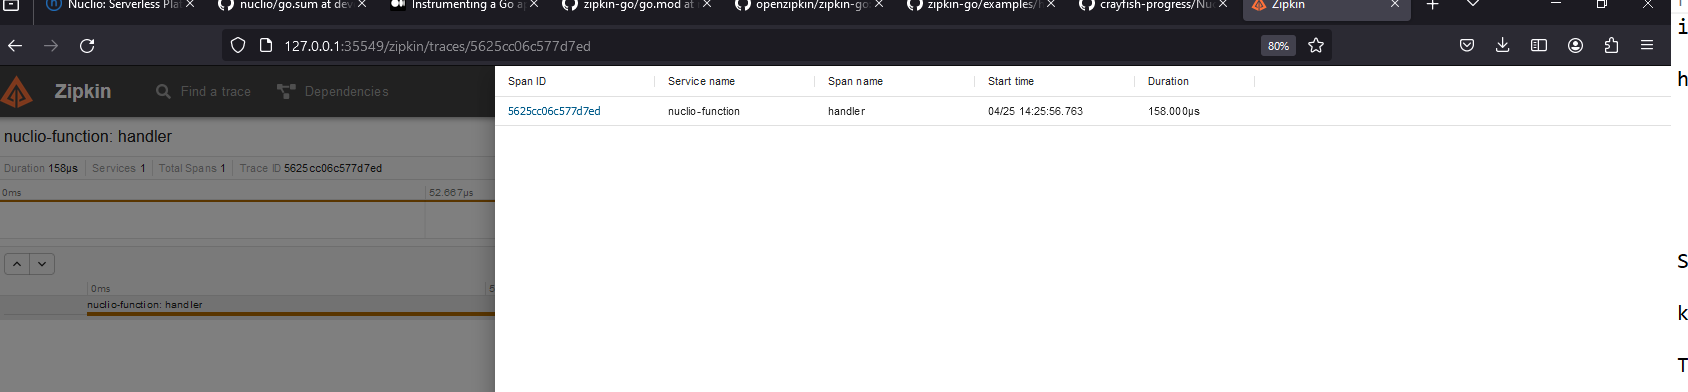 Nuclio: Serverless Plat
nuclio/go.sum at dev
Instrumenting a Go a
zipkin-go/go.mod at
openzipkin/zipkin-go
zipkin-go/examples/
crayfish-progress/Nuc
Zipkin
127.0.0.1:35549/zipkin/traces/5625cc06c577d7ed
80%
Zipkin
Find a trace
Dependencies
nuclio-function: handler
Duration 158µs Services 1 Total Spans 1 Trace ID 5625cc06c577d7ed
0ms 52.667µs
0ms 5
nuclio-function: handler
Span ID Service name Span name Start time Duration
5625cc06c577d7ed nuclio-function handler 04/25 14:25:56.763 158.000µs
i
h
S
k
T